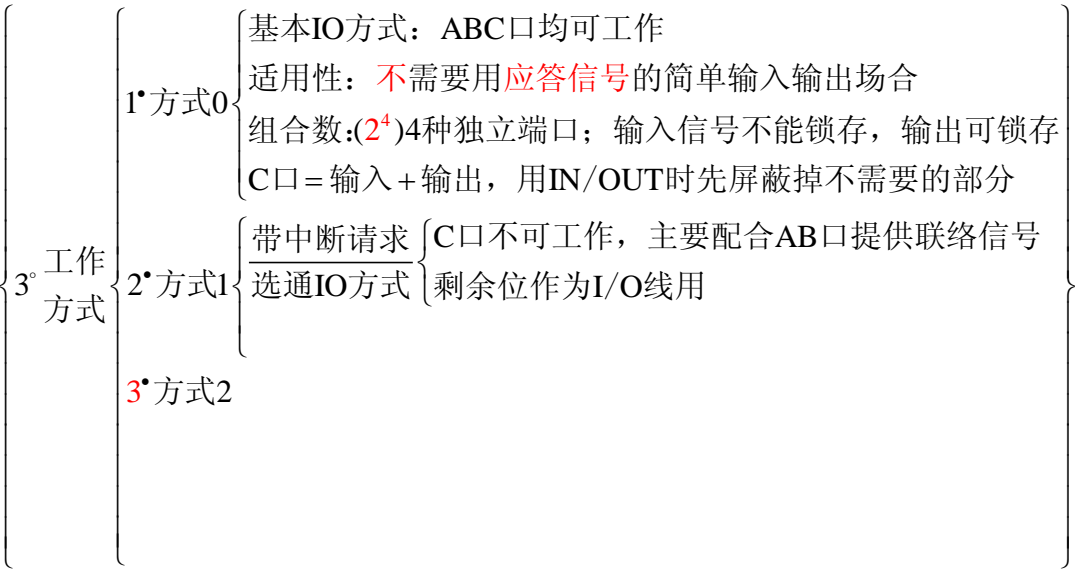 基本IO方式：ABC口均可工作
适用性：不需要用应答信号的简单输入输出场合
1•方式0
组合数:(2⁴)4种独立端口；输入信号不能锁存，输出可锁存
C口=输入+输出，用IN/OUT时先屏蔽掉不需要的部分
3°工作方式
2•方式1
带中断请求
选通IO方式
C口不可工作，主要配合AB口提供联络信号
剩余位作为I/O线用
3•方式2